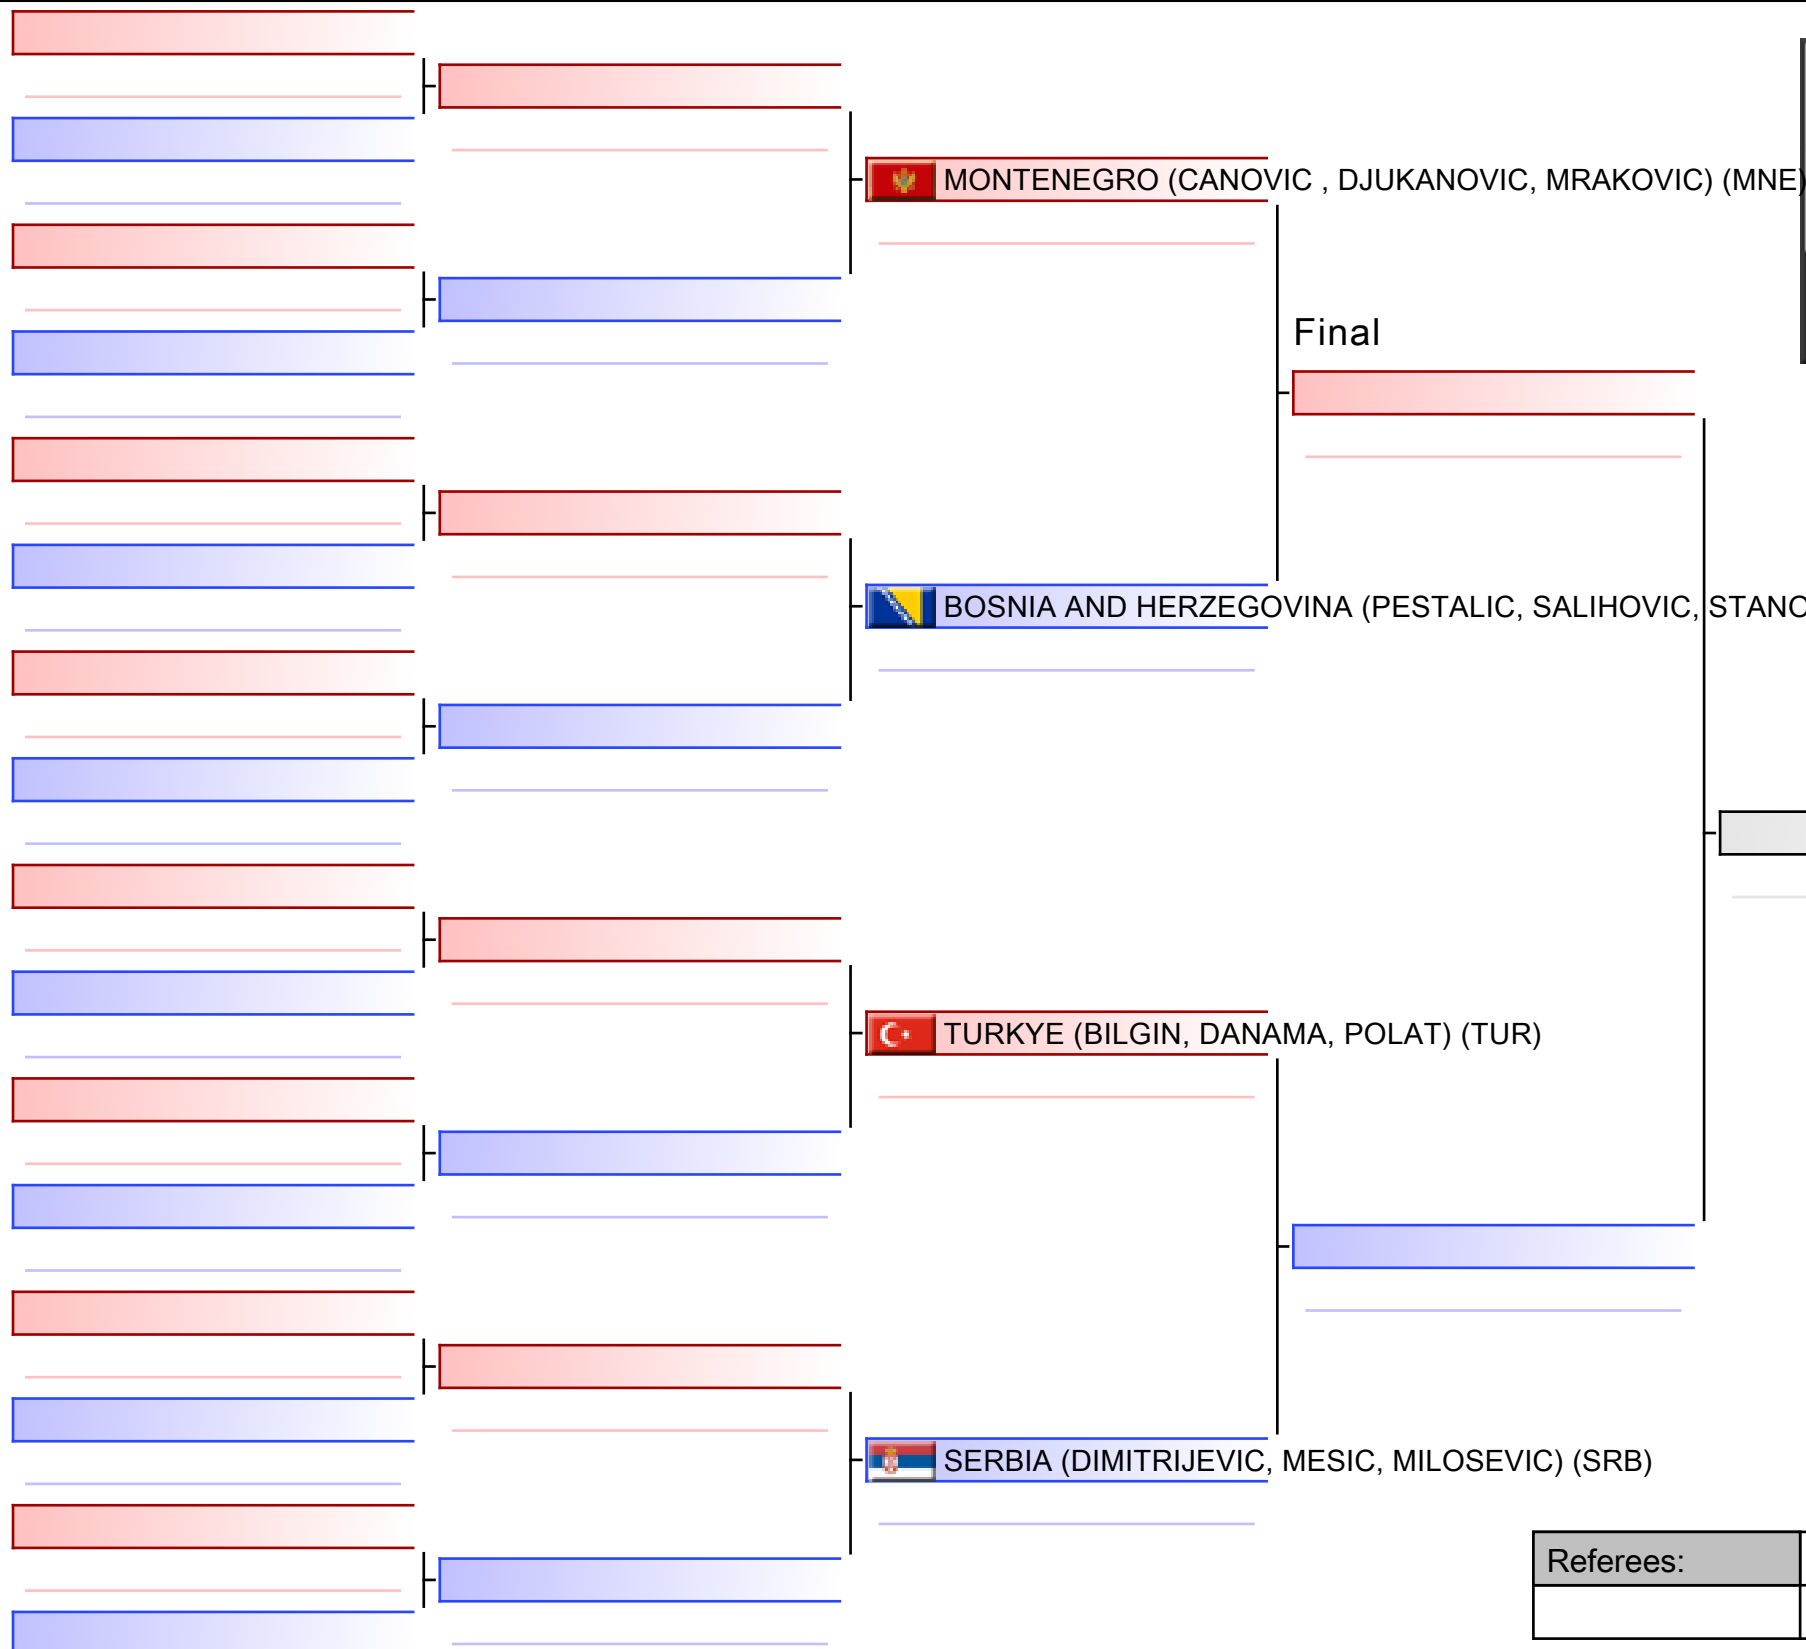 MONTENEGRO (CANOVIC , DJUKANOVIC, MRAKOVIC) (MNE)
Final
BOSNIA AND HERZEGOVINA (PESTALIC, SALIHOVIC,
TURKYE (BILGIN, DANAMA, POLAT) (TUR)
SERBIA (DIMITRIJEVIC, MESIC, MILOSEVIC) (SRB)
Referees: